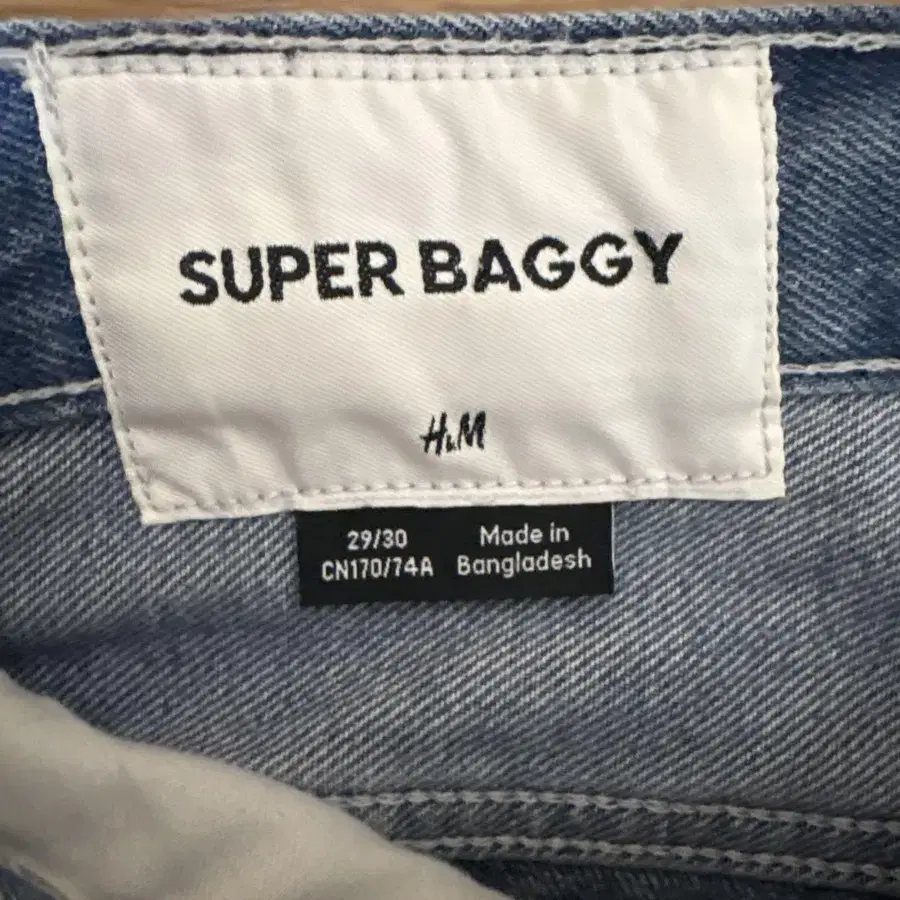 SUPER BAGGY
H&M
29/30
CN170/74A
Made in
Bangladesh